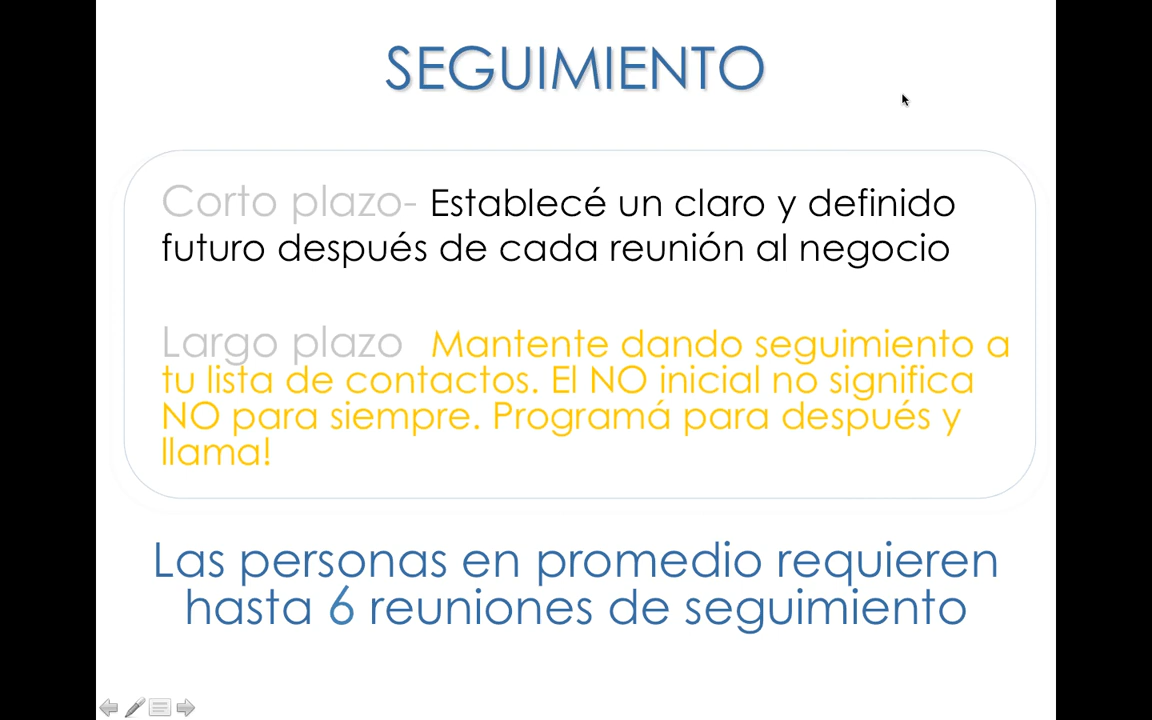 SEGUIMIENTO
Corto plazo- Establecé un claro y definido
futuro después de cada reunión al negocio
Largo plazo Mantente dando seguimiento a
tu lista de contactos. El NO inicial no significa
NO para siempre. Programá para después y
llama!
Las personas en promedio requieren
hasta 6 reuniones de seguimiento